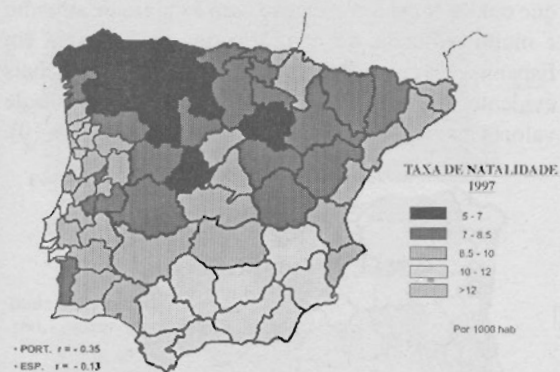 TAXA DE NATALIDADE
1997
5 - 7
7 - 8.5
8.5 - 10
10 - 12
>12
Por 1000 hab
• PORT. r = - 0.35
• ESP. r = - 0.13